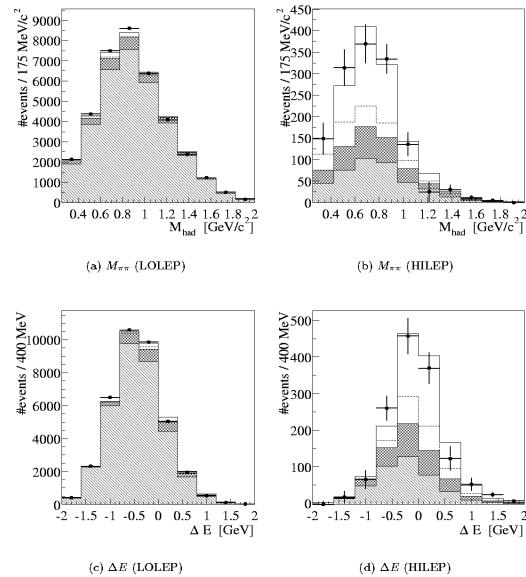 #events / 175 MeV/c²
9000
8000
7000
6000
5000
4000
3000
2000
1000
0
0.4 0.6 0.8 1 1.2 1.4 1.6 1.8 2
M_had [GeV/c²]
(a) M_ππ (LOLEP)
#events / 175 MeV/c²
450
400
350
300
250
200
150
100
50
0
0.4 0.6 0.8 1 1.2 1.4 1.6 1.8 2
M_had [GeV/c²]
(b) M_ππ (HILEP)
#events / 400 MeV
10000
8000
6000
4000
2000
0
-2 -1.5 -1 -0.5 0 0.5 1 1.5 2
Δ E [GeV]
(c) ΔE (LOLEP)
#events / 400 MeV
500
400
300
200
100
0
-2 -1.5 -1 -0.5 0 0.5 1 1.5 2
Δ E [GeV]
(d) ΔE (HILEP)